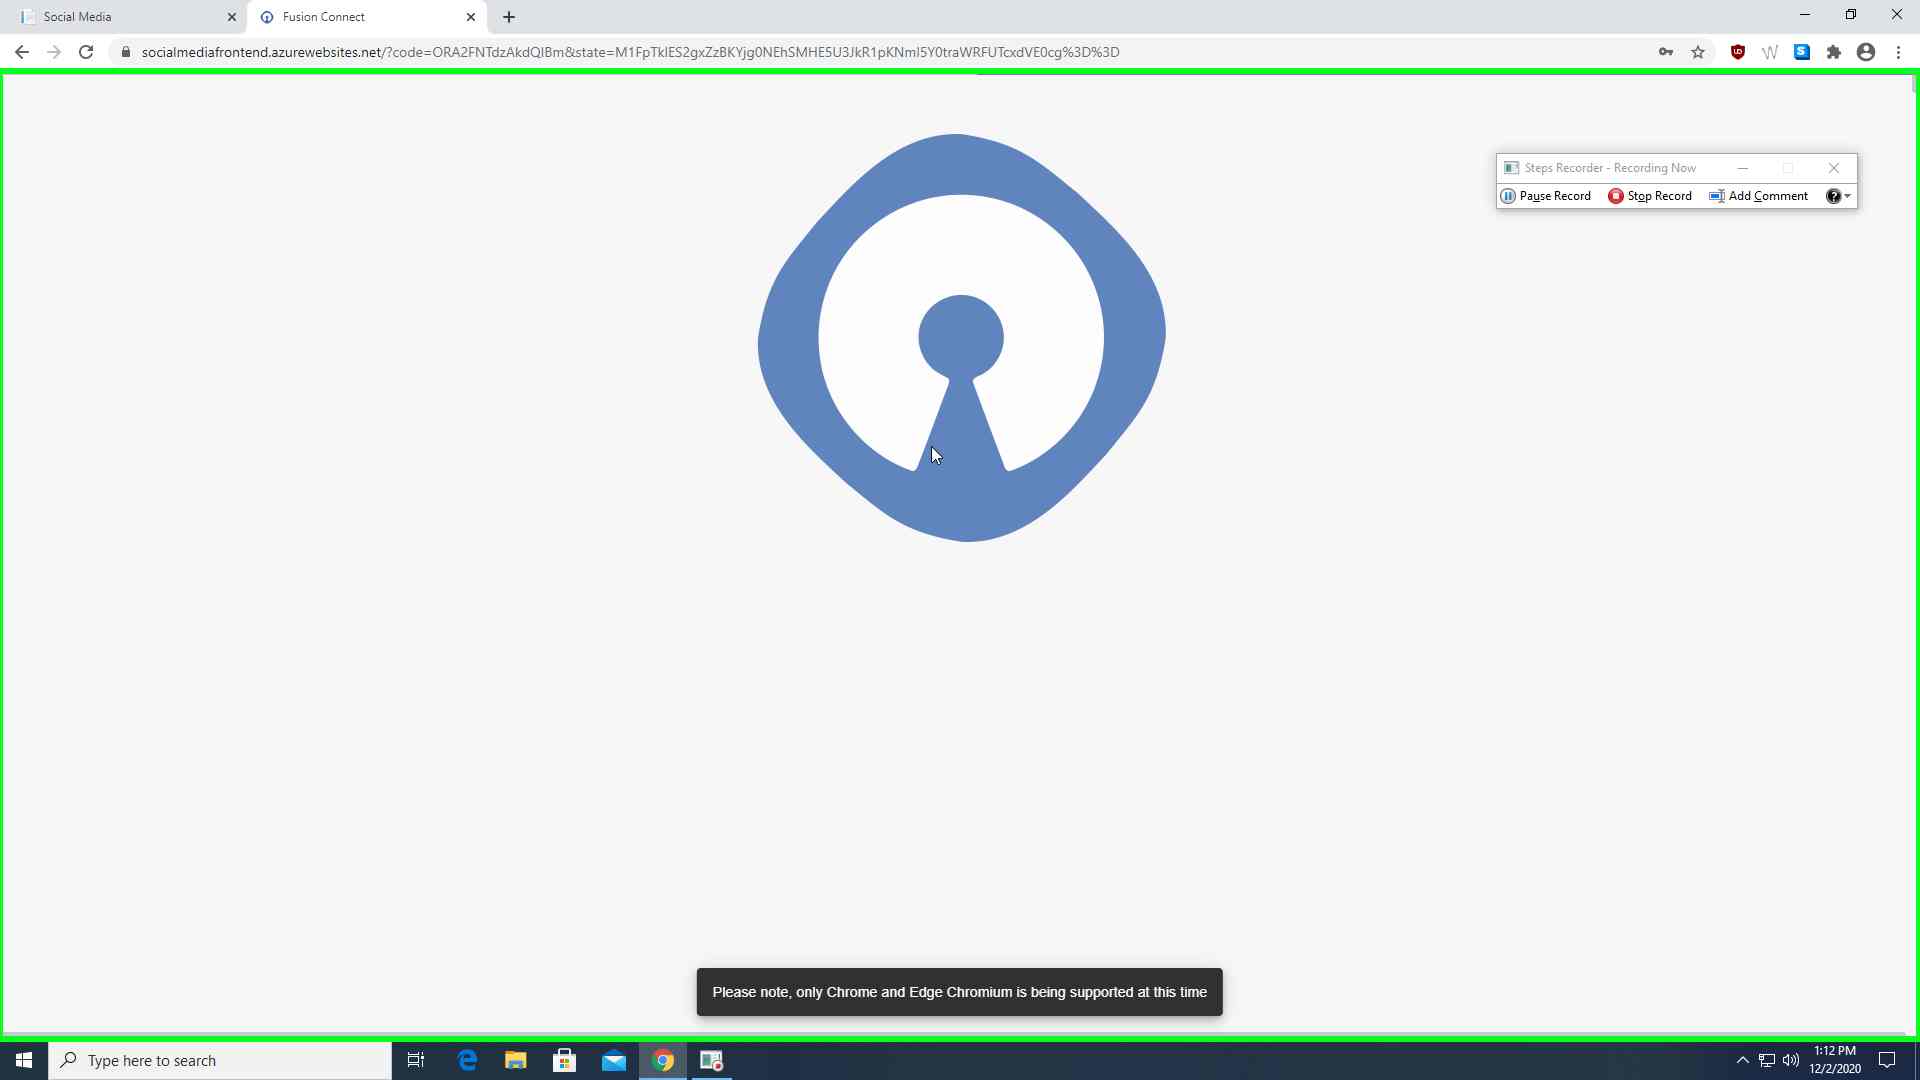 Social Media
Fusion Connect
socialmediafrontend.azurewebsites.net/?code=ORA2FNTdzAkdQIBm&state=M1FpTklES2gxZzBKYjg0NEhSMHE5U3JkR1pKNml5Y0traWRFUTcxdVE0cg%3D%3D
Steps Recorder - Recording Now
Pause Record
Stop Record
Add Comment
Please note, only Chrome and Edge Chromium is being supported at this time
Type here to search
1:12 PM
12/2/2020